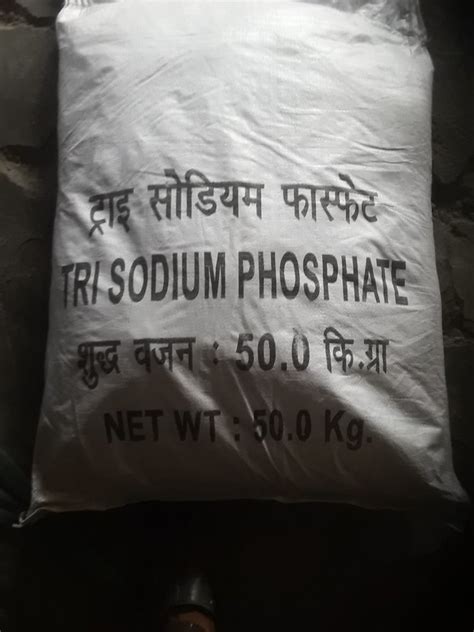 ट्राइ सोडियम फास्फेट
TRI SODIUM PHOSPHATE
शुद्ध वजन : 50.0 कि.ग्रा
NET WT : 50.0 Kg.